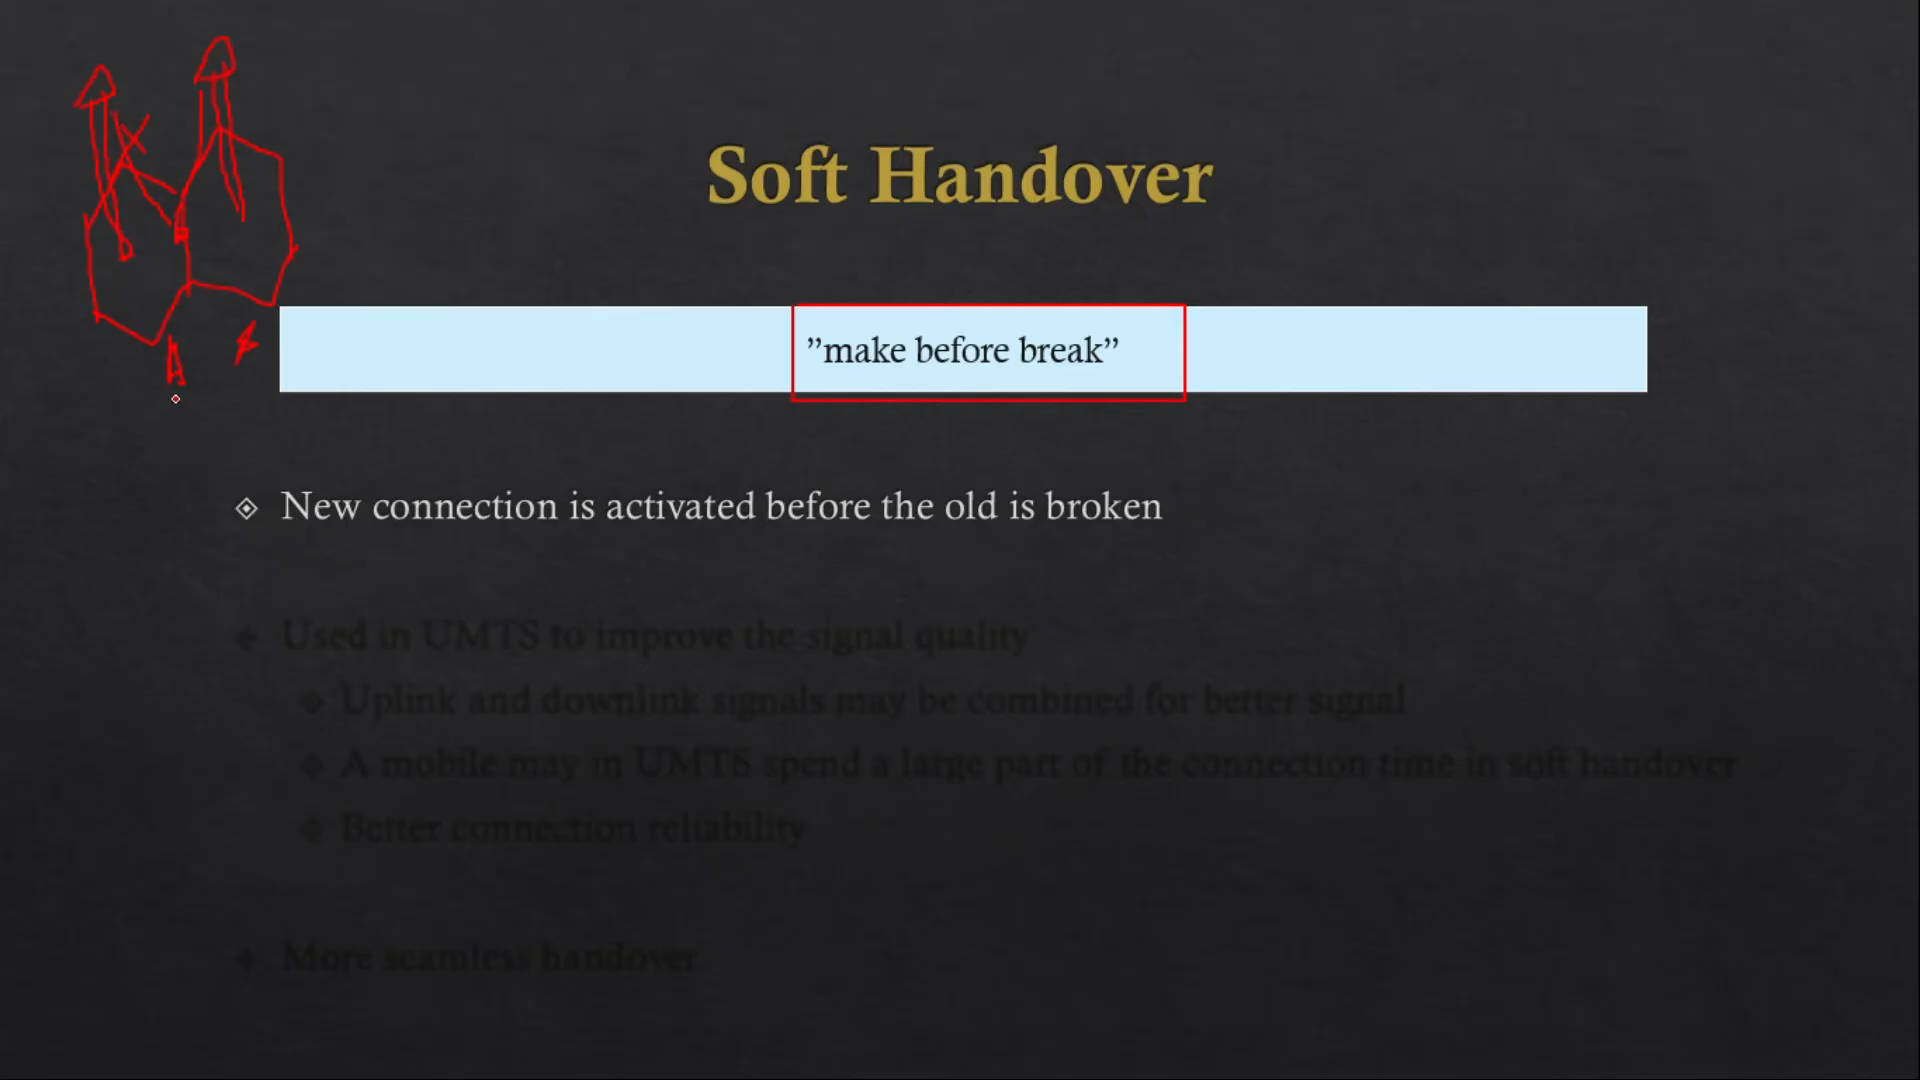 Soft Handover
”make before break”
New connection is activated before the old is broken
Used in UMTS to improve the signal quality
Uplink and downlink signals may be combined for better signal
A mobile may in UMTS spend a large part of the connection time in soft handover
Better connection reliability
More seamless handover